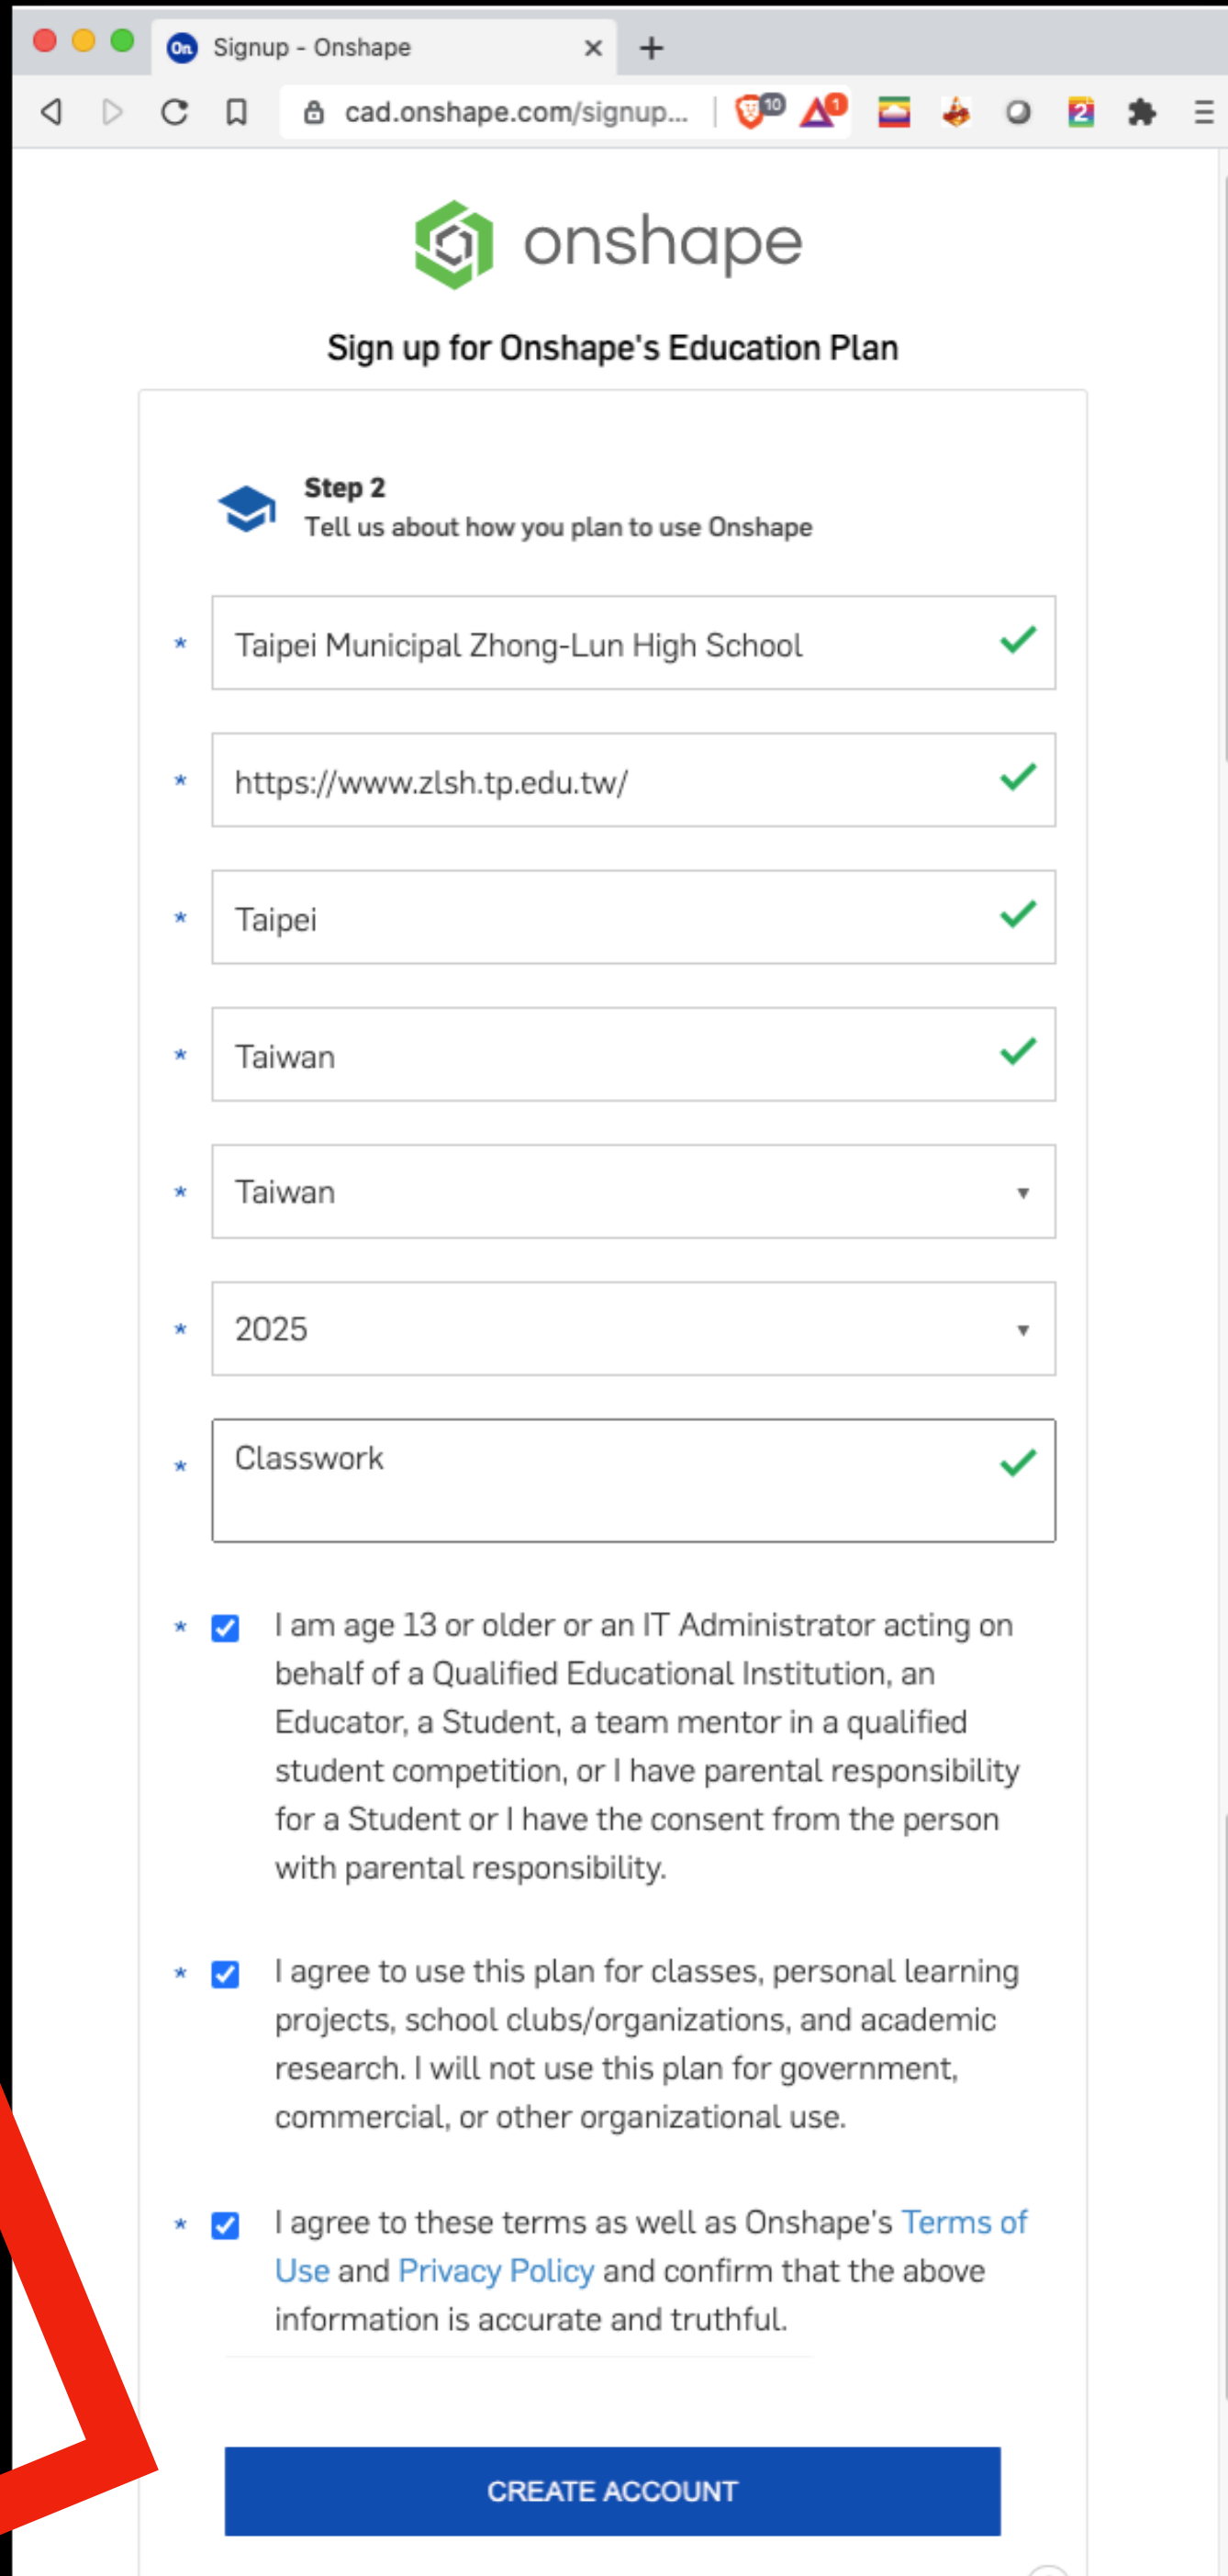 On
Signup - Onshape
cad.onshape.com/signup...
10
1
2
onshape
Sign up for Onshape's Education Plan
Step 2
Tell us about how you plan to use Onshape
* Taipei Municipal Zhong-Lun High School
* https://www.zlsh.tp.edu.tw/
* Taipei
* Taiwan
* Taiwan
* 2025
* Classwork
* I am age 13 or older or an IT Administrator acting on
behalf of a Qualified Educational Institution, an
Educator, a Student, a team mentor in a qualified
student competition, or I have parental responsibility
for a Student or I have the consent from the person
with parental responsibility.
* I agree to use this plan for classes, personal learning
projects, school clubs/organizations, and academic
research. I will not use this plan for government,
commercial, or other organizational use.
* I agree to these terms as well as Onshape's Terms of
Use and Privacy Policy and confirm that the above
information is accurate and truthful.
CREATE ACCOUNT